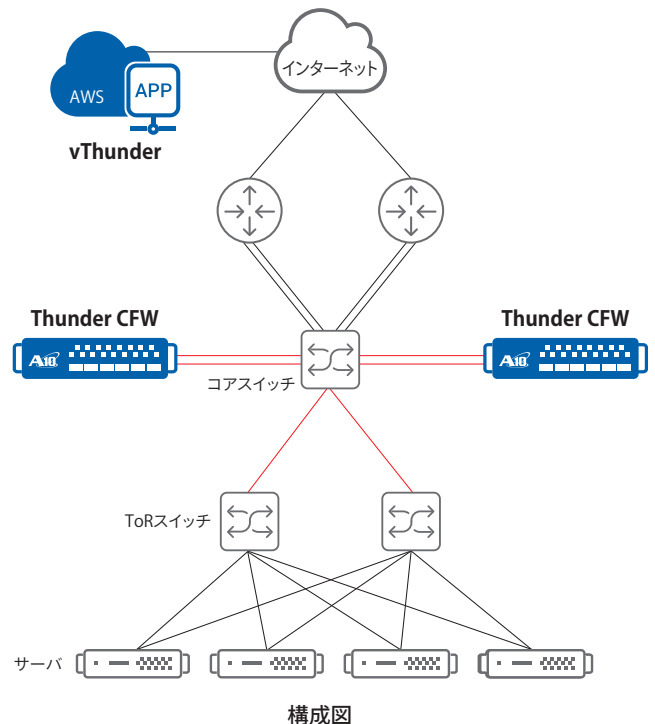 インターネット
AWS
APP
vThunder
Thunder CFW
Thunder CFW
A10
A10
コアスイッチ
ToRスイッチ
サーバ
構成図